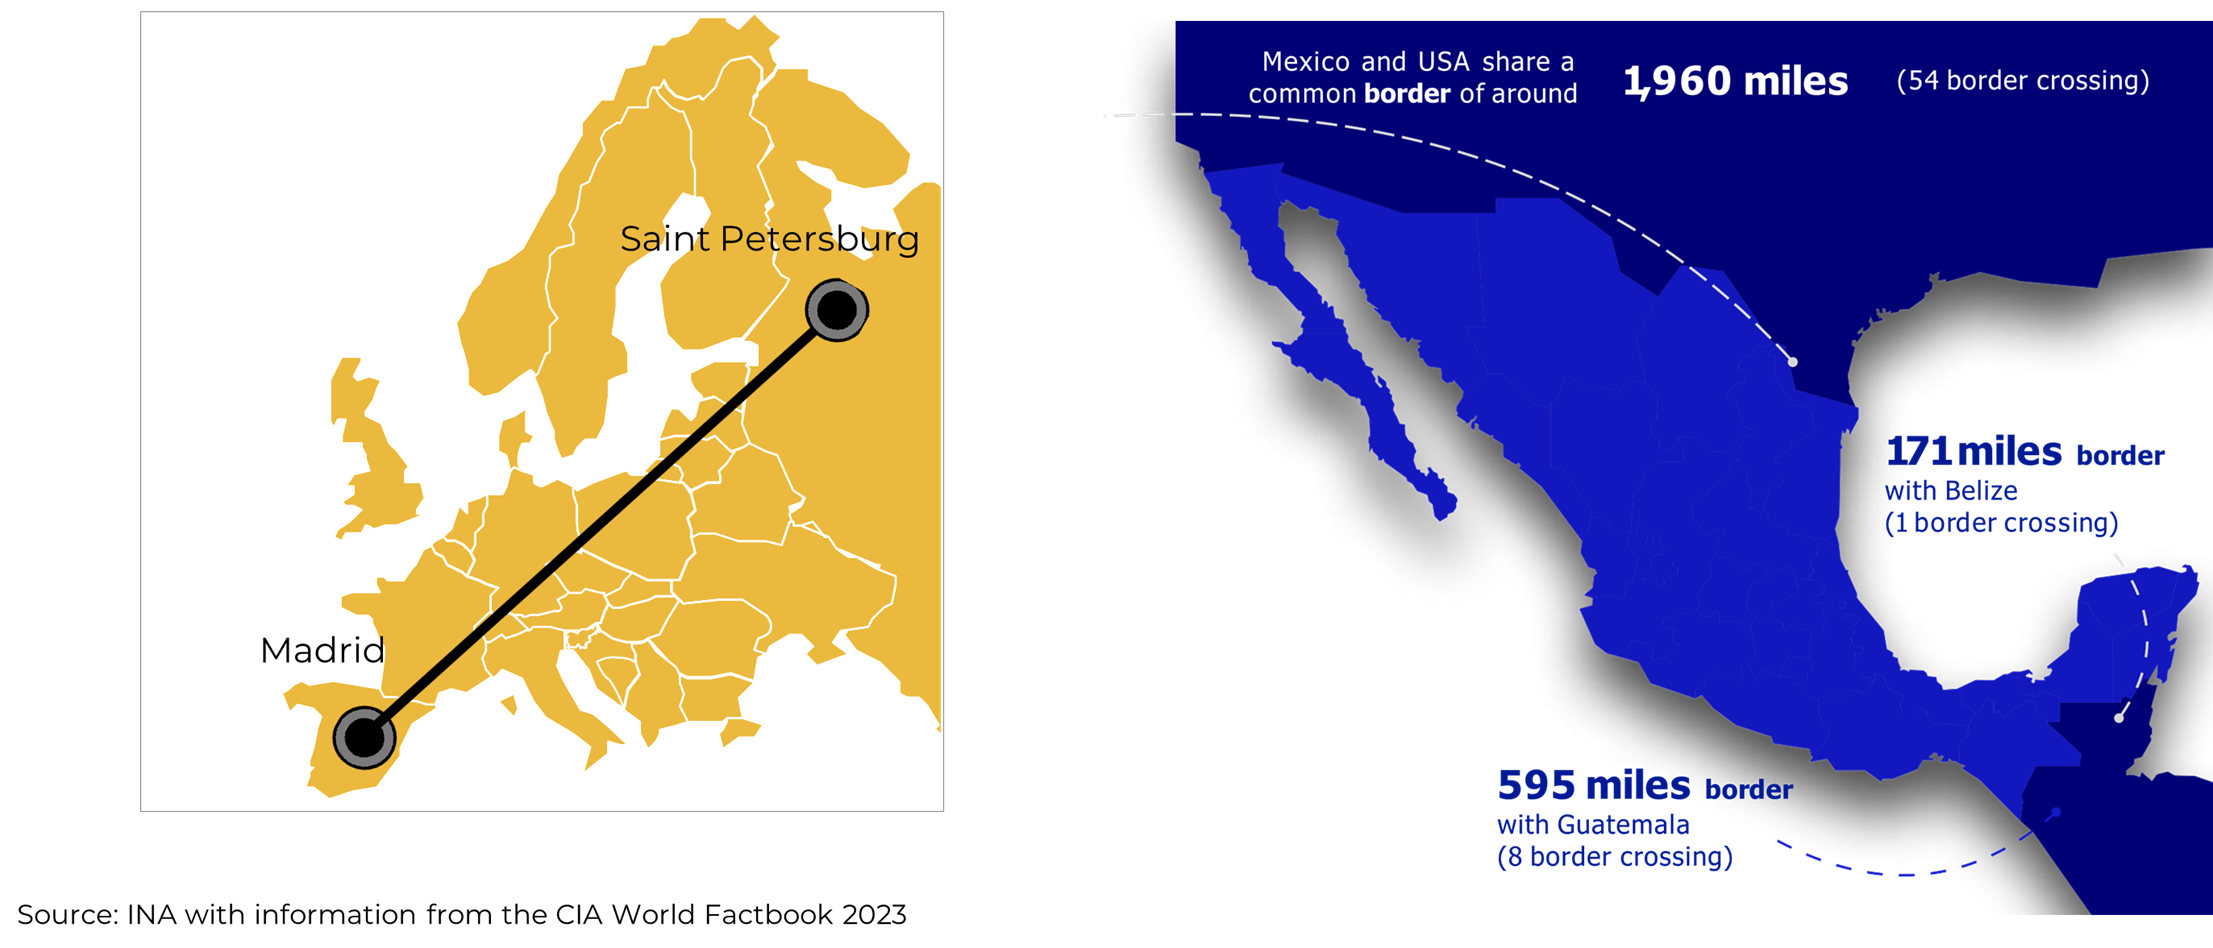 Saint Petersburg
Madrid
Source: INA with information from the CIA World Factbook 2023
Mexico and USA share a
common border of around
1,960 miles
(54 border crossing)
171 miles border
with Belize
(1 border crossing)
595 miles border
with Guatemala
(8 border crossing)